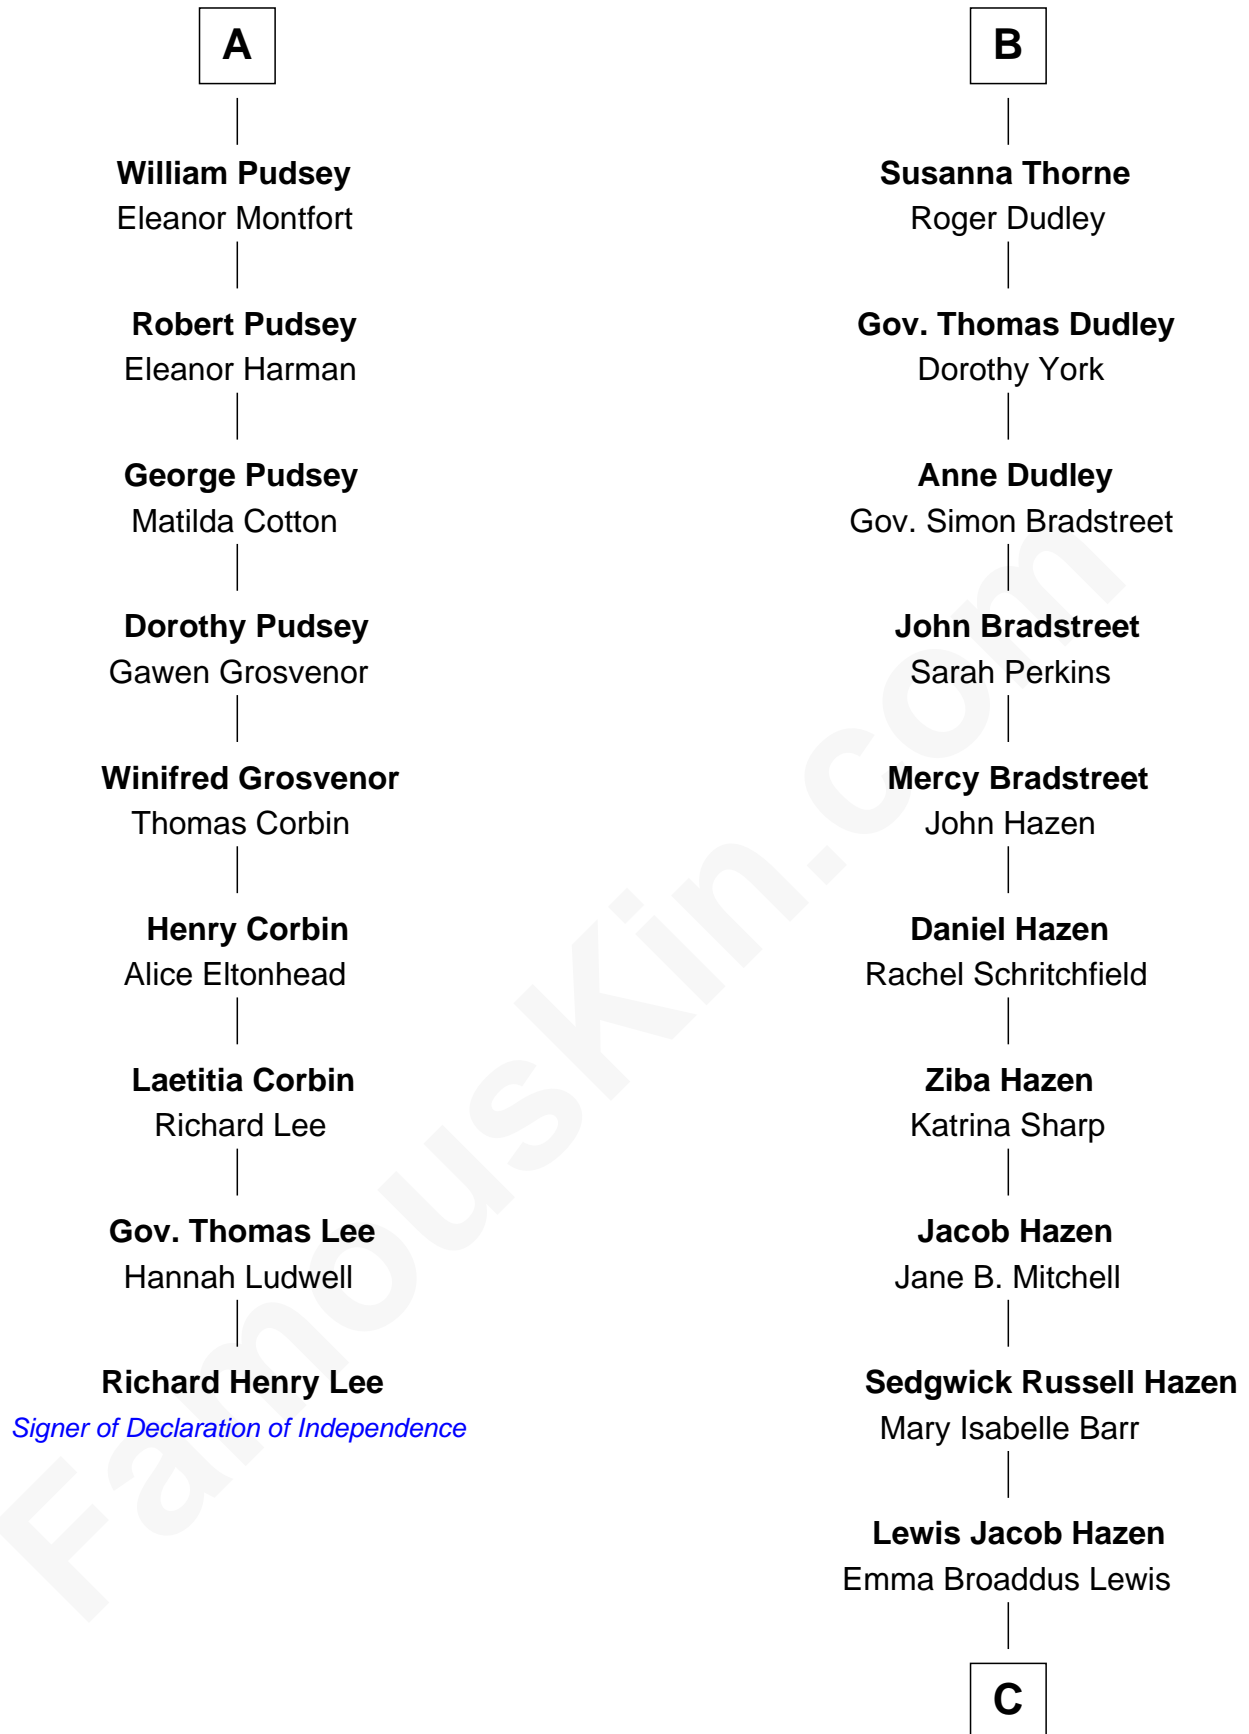 A
William Pudsey
Eleanor Montfort
Robert Pudsey
Eleanor Harman
George Pudsey
Matilda Cotton
Dorothy Pudsey
Gawen Grosvenor
Winifred Grosvenor
Thomas Corbin
Henry Corbin
Alice Eltonhead
Laetitia Corbin
Richard Lee
Gov. Thomas Lee
Hannah Ludwell
Richard Henry Lee
Signer of Declaration of Independence
B
Susanna Thorne
Roger Dudley
Gov. Thomas Dudley
Dorothy York
Anne Dudley
Gov. Simon Bradstreet
John Bradstreet
Sarah Perkins
Mercy Bradstreet
John Hazen
Daniel Hazen
Rachel Schritchfield
Ziba Hazen
Katrina Sharp
Jacob Hazen
Jane B. Mitchell
Sedgwick Russell Hazen
Mary Isabelle Barr
Lewis Jacob Hazen
Emma Broaddus Lewis
C
FamousKin.com